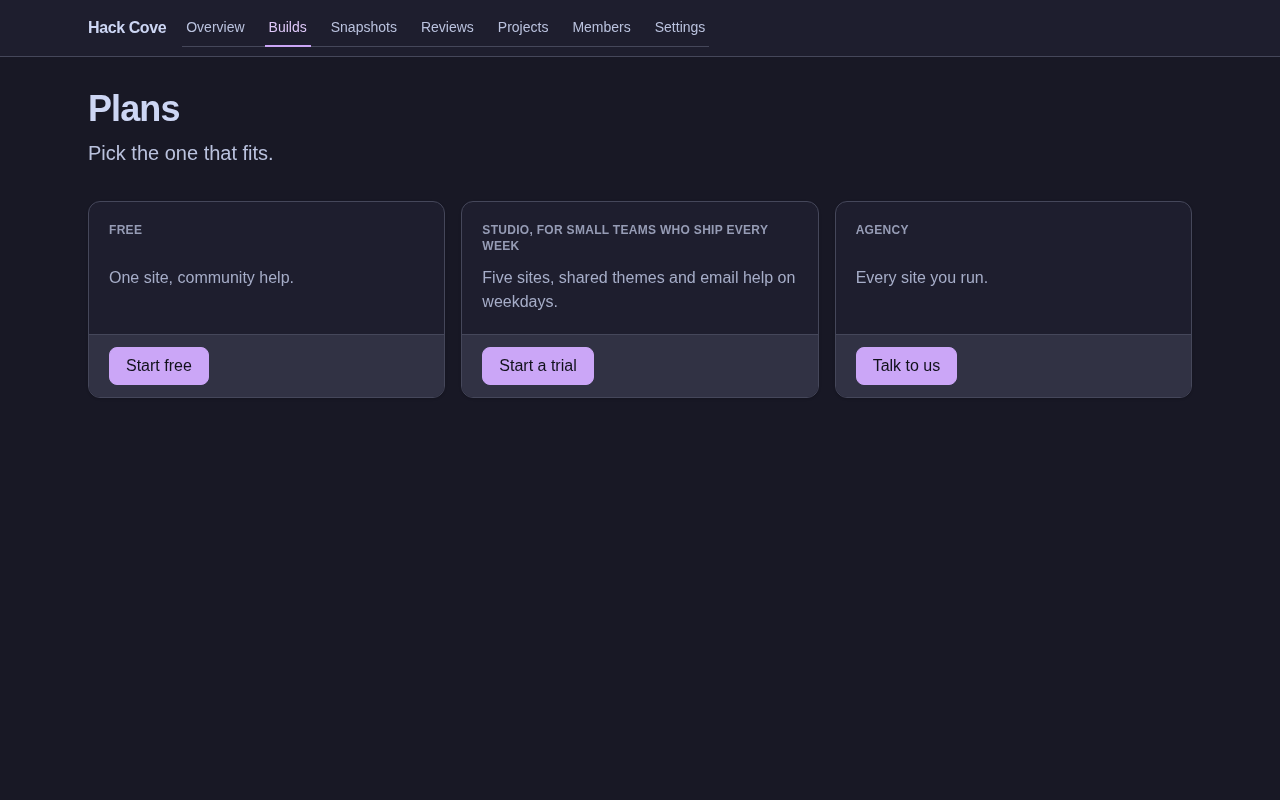 Hack Cove Overview Builds Snapshots Reviews Projects Members Settings
Plans
Pick the one that fits.
FREE
One site, community help.
Start free
STUDIO, FOR SMALL TEAMS WHO SHIP EVERY
WEEK
Five sites, shared themes and email help on
weekdays.
Start a trial
AGENCY
Every site you run.
Talk to us